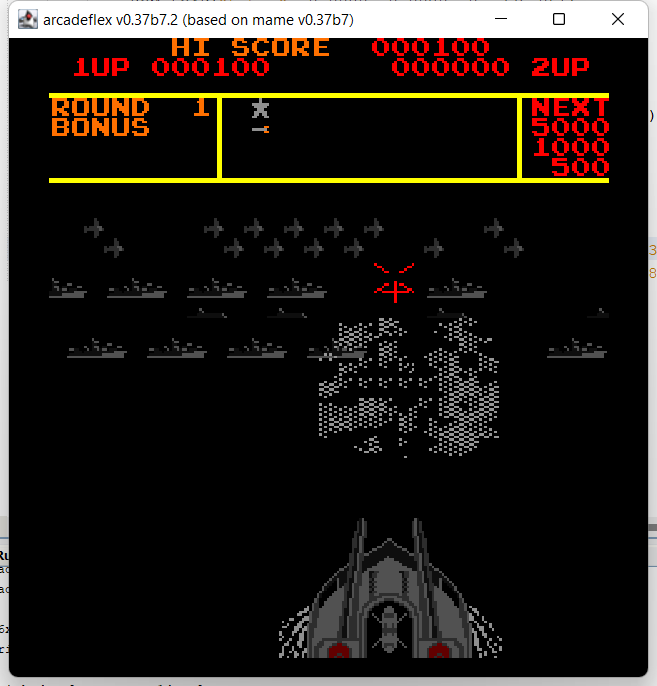 arcadeflex v0.37b7.2 (based on mame v0.37b7)
HI SCORE 000100
1UP 000100 000000 2UP
ROUND 1
BONUS
NEXT
5000
1000
500